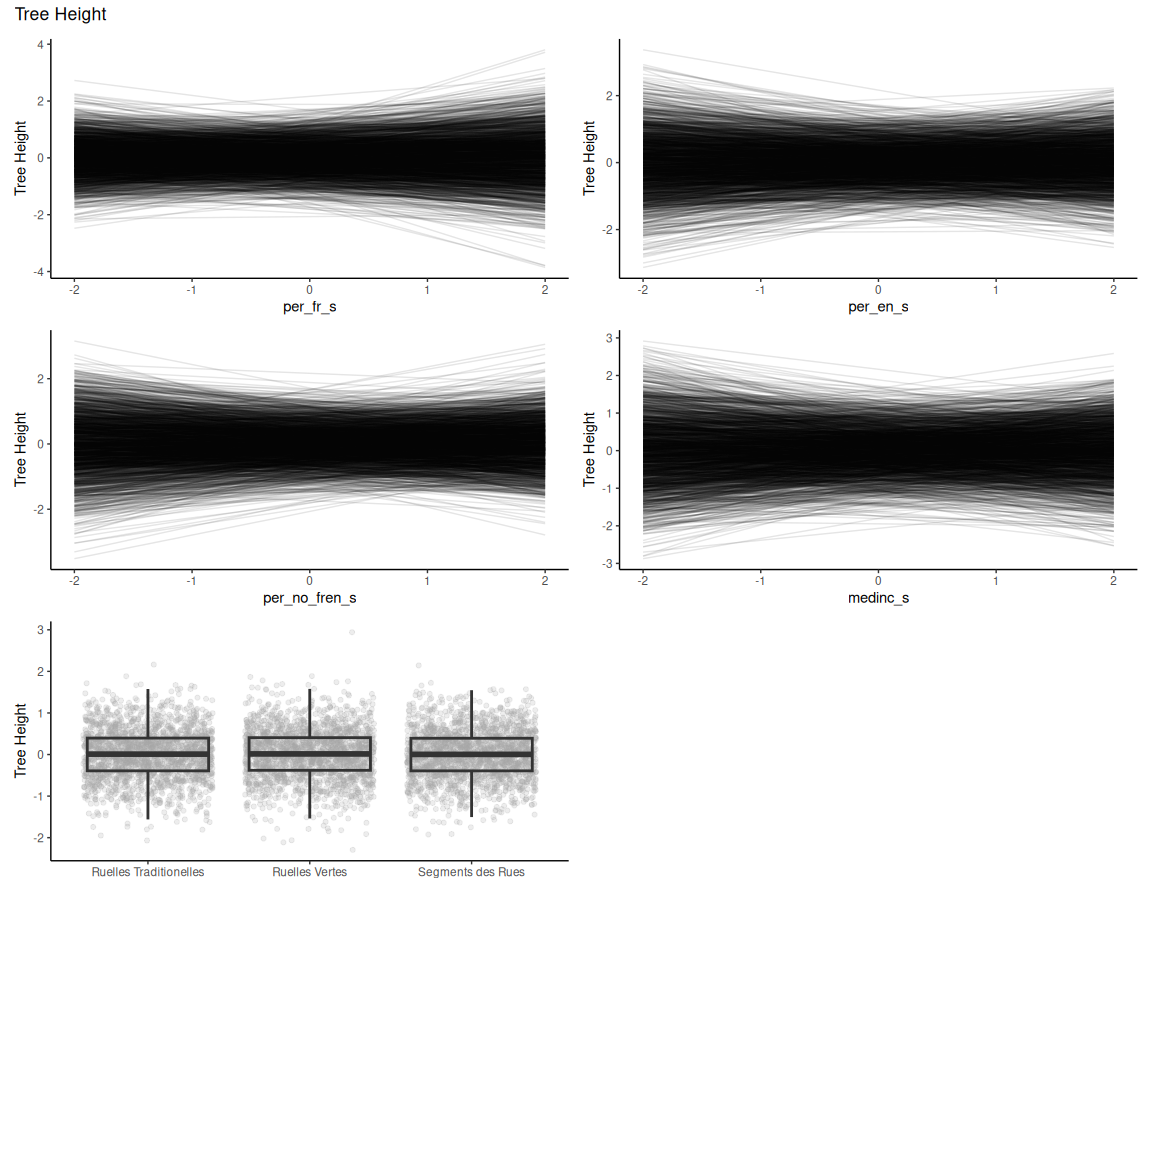 Tree Height
4
2
0
-2
-4
Tree Height
-2 -1 0 1 2
per_fr_s
2
0
-2
Tree Height
-2 -1 0 1 2
per_en_s
2
0
-2
Tree Height
-2 -1 0 1 2
per_no_fren_s
3
2
1
0
-1
-2
-3
Tree Height
-2 -1 0 1 2
medinc_s
3
2
1
0
-1
-2
Tree Height
Ruelles Traditionelles Ruelles Vertes Segments des Rues